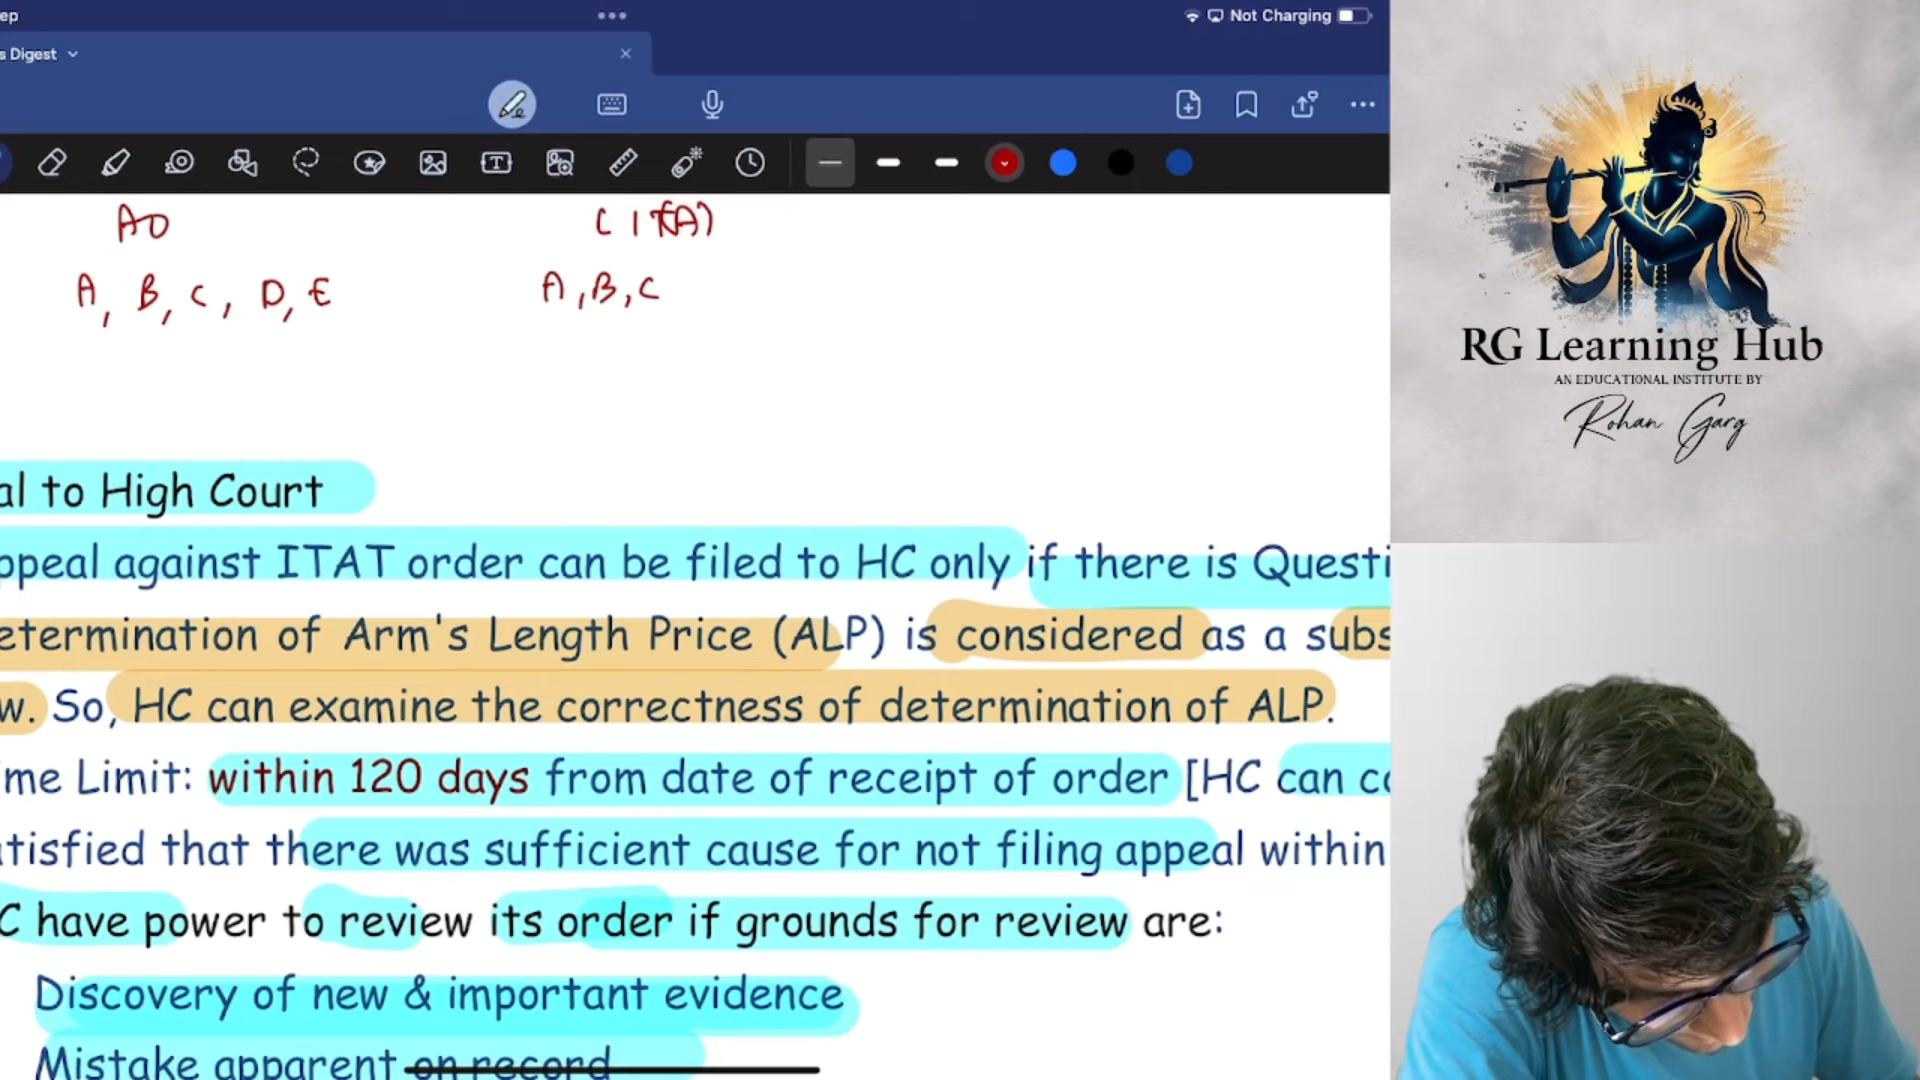 ep
Not Charging
s Digest
AO
CIT(A)
A, B, C, D, E
A, B, C
al to High Court
ppeal against ITAT order can be filed to HC only if there is Questi
etermination of Arm's Length Price (ALP) is considered as a subs
w. So, HC can examine the correctness of determination of ALP.
me Limit: within 120 days from date of receipt of order [HC can co
atisfied that there was sufficient cause for not filing appeal within
C have power to review its order if grounds for review are:
Discovery of new & important evidence
Mistake apparent on record
RG Learning Hub
AN EDUCATIONAL INSTITUTE BY
Rohan Garg